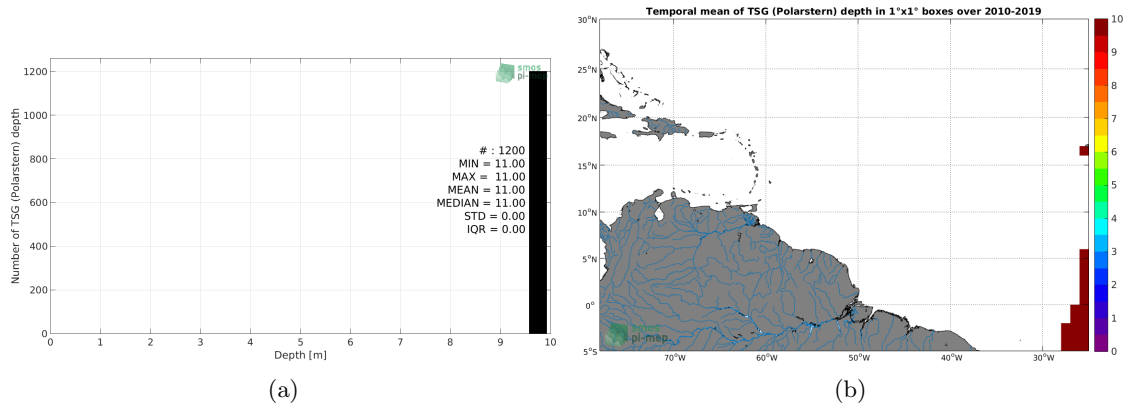 1200
1000
800
600
400
200
0
Number of TSG (Polarstern) depth
smos
pi-mep
# : 1200
MIN = 11.00
MAX = 11.00
MEAN = 11.00
MEDIAN = 11.00
STD = 0.00
IQR = 0.00
0 1 2 3 4 5 6 7 8 9 10
Depth [m]
(a)
Temporal mean of TSG (Polarstern) depth in 1°x1° boxes over 2010-2019
30°N
25°N
20°N
15°N
10°N
5°N
0°
5°S
70°W 60°W 50°W 40°W 30°W
smos
pi-mep
10
9
8
7
6
5
4
3
2
1
0
(b)